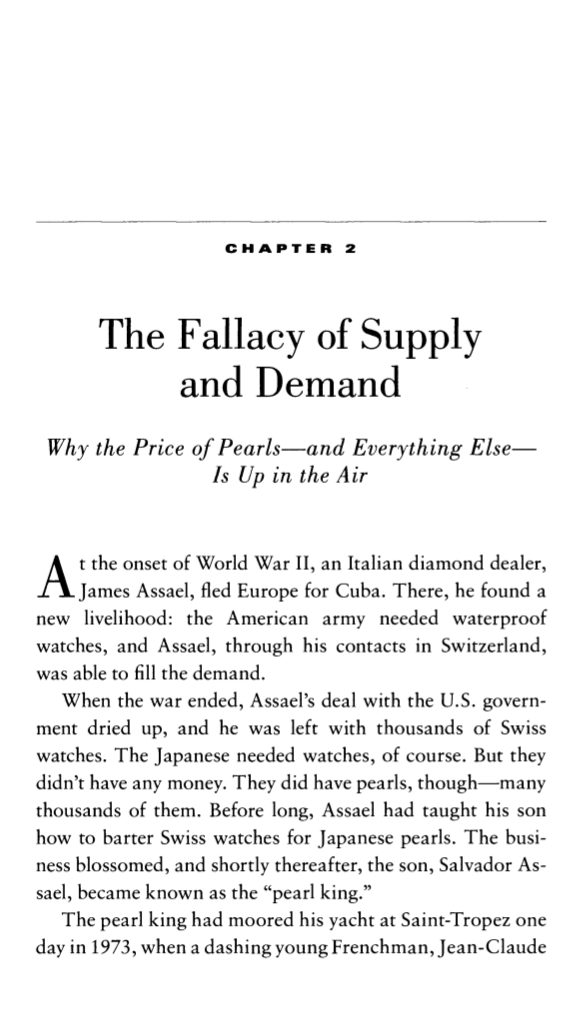 CHAPTER 2
The Fallacy of Supply
and Demand
Why the Price of Pearls—and Everything Else—
Is Up in the Air
At the onset of World War II, an Italian diamond dealer,
James Assael, fled Europe for Cuba. There, he found a
new livelihood: the American army needed waterproof
watches, and Assael, through his contacts in Switzerland,
was able to fill the demand.
When the war ended, Assael's deal with the U.S. govern-
ment dried up, and he was left with thousands of Swiss
watches. The Japanese needed watches, of course. But they
didn't have any money. They did have pearls, though—many
thousands of them. Before long, Assael had taught his son
how to barter Swiss watches for Japanese pearls. The busi-
ness blossomed, and shortly thereafter, the son, Salvador As-
sael, became known as the “pearl king.”
The pearl king had moored his yacht at Saint-Tropez one
day in 1973, when a dashing young Frenchman, Jean-Claude